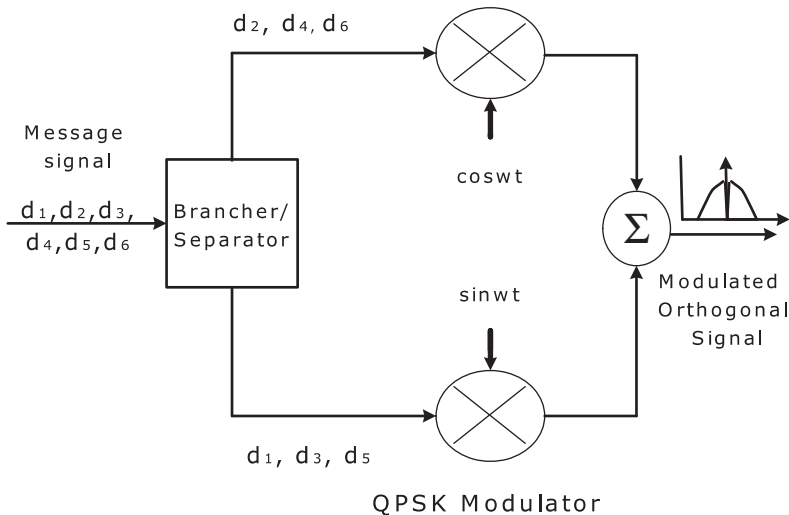 d2, d4, d6
Message
signal
d1,d2,d3,
d4,d5,d6
Brancher/
Separator
coswt
Σ
sinwt
Modulated
Orthogonal
Signal
d1, d3, d5
QPSK Modulator